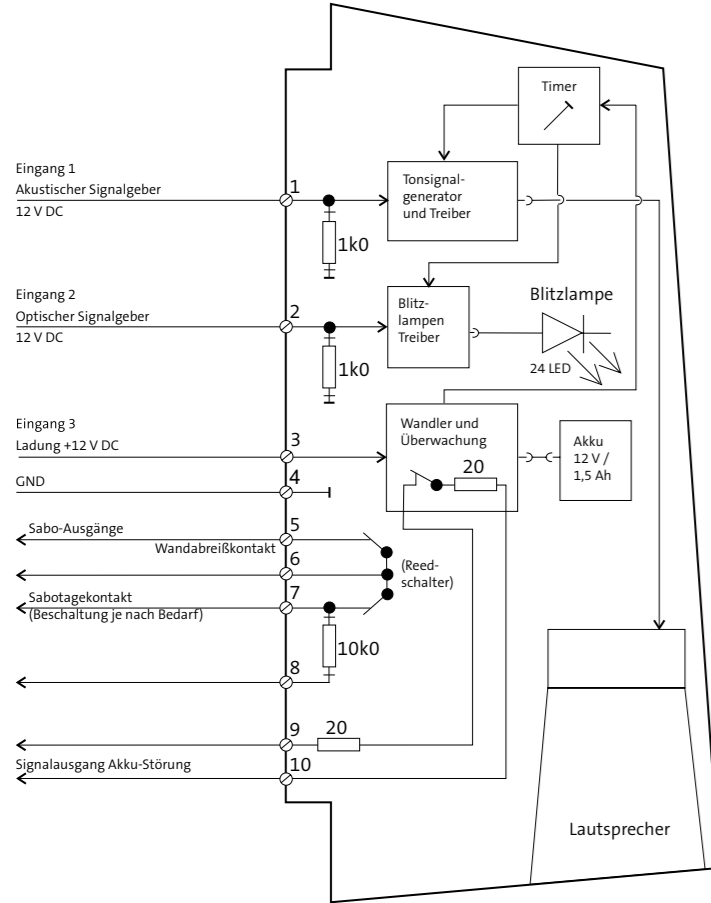 Timer
Eingang 1
Akustischer Signalgeber
12 V DC
1
Tonsignal-
generator
und Treiber
1k0
Eingang 2
Optischer Signalgeber
12 V DC
2
Blitz-
lampen
Treiber
Blitzlampe
24 LED
1k0
Eingang 3
Ladung +12 V DC
3
Wandler und
Überwachung
20
Akku
12 V /
1,5 Ah
GND
4
Sabo-Ausgänge
5
Wandabreißkontakt
6
(Reed-
schalter)
Sabotagekontakt
(Beschaltung je nach Bedarf)
7
10k0
8
9
20
Signalausgang Akku-Störung
10
Lautsprecher